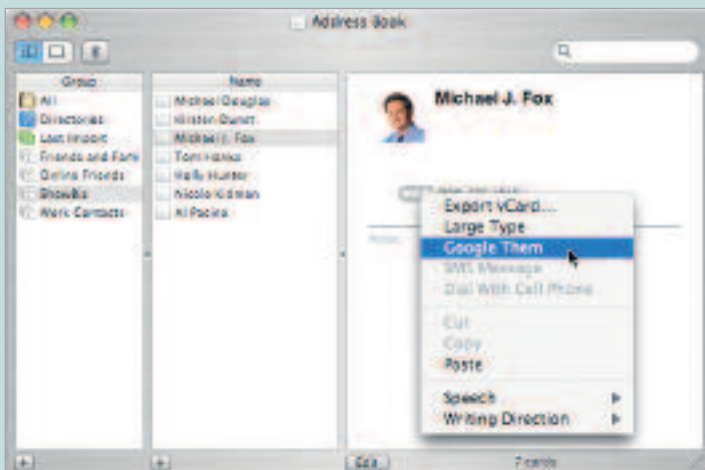 Address Book
Group
Name
All
Directories
Last Import
Friends and Fam
Online Friends
ShowBiz
Work Contacts
Michael Douglas
Kirsten Dunst
Michael J. Fox
Tom Hanks
Holly Hunter
Nicole Kidman
Al Pacino
Michael J. Fox
Export vCard...
Large Type
Google Them
SMS Message
Dial With Cell Phone
Cut
Copy
Paste
Speech
Writing Direction
Edit
7 cards